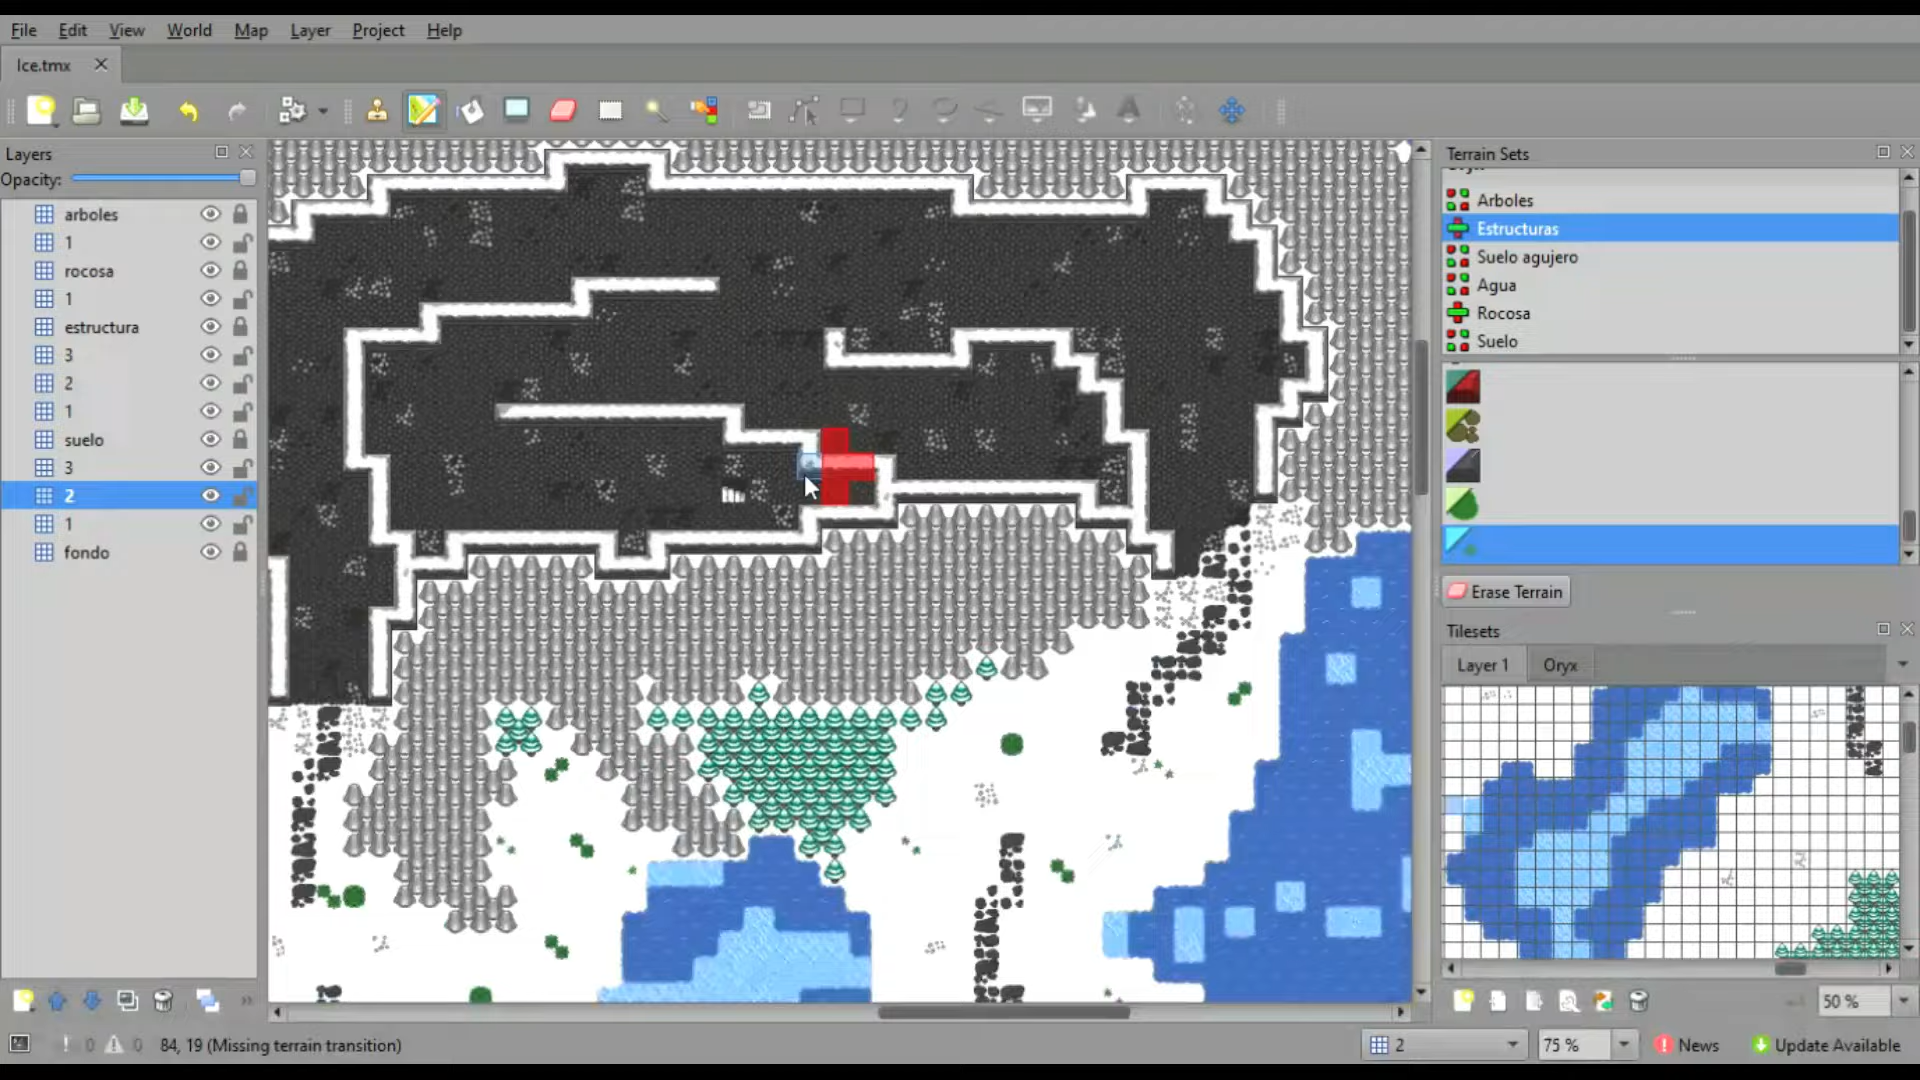 File Edit View World Map Layer Project Help
Ice.tmx
Layers
Opacity:
arboles
1
rocosa
1
estructura
3
2
1
suelo
3
2
1
fondo
Terrain Sets
Arboles
Estructuras
Suelo agujero
Agua
Rocosa
Suelo
Erase Terrain
Tilesets
Layer 1 Oryx
50 %
0 0 84, 19 (Missing terrain transition)
2 75 % News Update Available